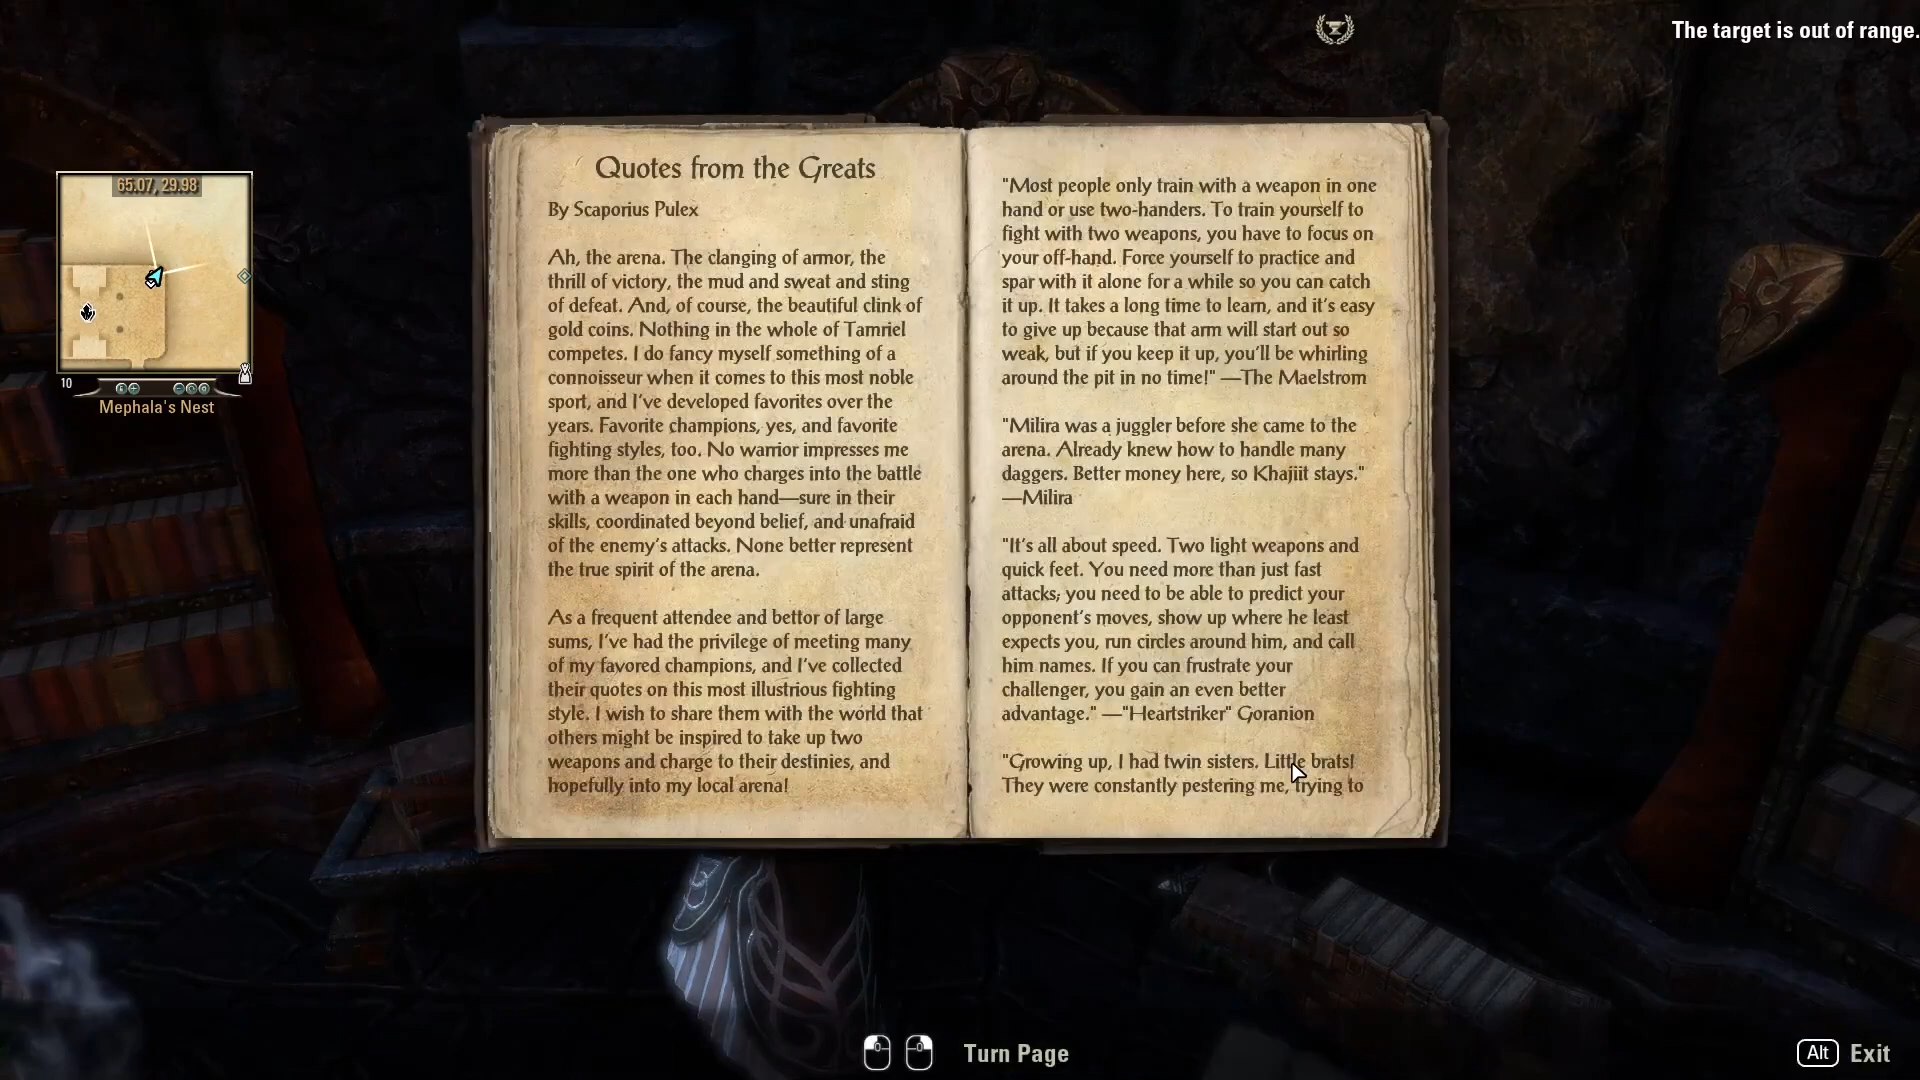 The target is out of range.
65.07, 29.98
10
Mephala's Nest
Quotes from the Greats
By Scaporius Pulex
Ah, the arena. The clanging of armor, the
thrill of victory, the mud and sweat and sting
of defeat. And, of course, the beautiful clink of
gold coins. Nothing in the whole of Tamriel
competes. I do fancy myself something of a
connoisseur when it comes to this most noble
sport, and I've developed favorites over the
years. Favorite champions, yes, and favorite
fighting styles, too. No warrior impresses me
more than the one who charges into the battle
with a weapon in each hand—sure in their
skills, coordinated beyond belief, and unafraid
of the enemy's attacks. None better represent
the true spirit of the arena.
As a frequent attendee and bettor of large
sums, I've had the privilege of meeting many
of my favored champions, and I've collected
their quotes on this most illustrious fighting
style. I wish to share them with the world that
others might be inspired to take up two
weapons and charge to their destinies, and
hopefully into my local arena!
"Most people only train with a weapon in one
hand or use two-handers. To train yourself to
fight with two weapons, you have to focus on
your off-hand. Force yourself to practice and
spar with it alone for a while so you can catch
it up. It takes a long time to learn, and it's easy
to give up because that arm will start out so
weak, but if you keep it up, you'll be whirling
around the pit in no time!" —The Maelstrom
"Milira was a juggler before she came to the
arena. Already knew how to handle many
daggers. Better money here, so Khajiit stays."
—Milira
"It's all about speed. Two light weapons and
quick feet. You need more than just fast
attacks; you need to be able to predict your
opponent's moves, show up where he least
expects you, run circles around him, and call
him names. If you can frustrate your
challenger, you gain an even better
advantage." —"Heartstriker" Goranion
"Growing up, I had twin sisters. Little brats!
They were constantly pestering me, trying to
Turn Page
Alt Exit